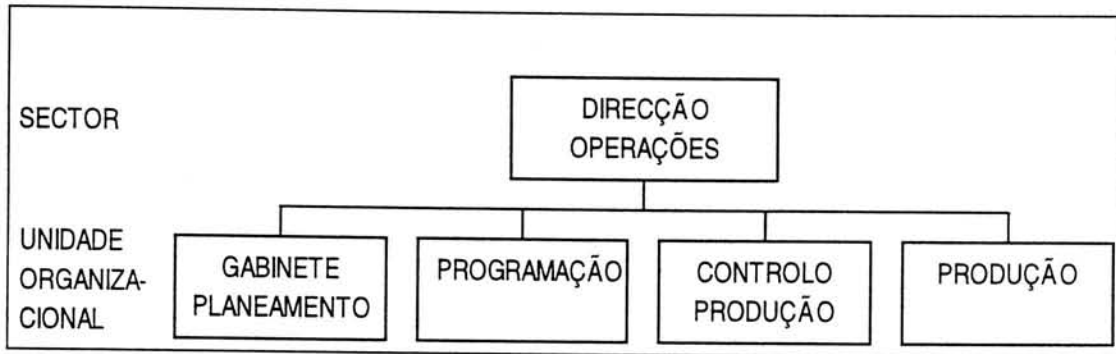 SECTOR
DIRECÇÃO
OPERAÇÕES
UNIDADE
ORGANIZA-
CIONAL
GABINETE
PLANEAMENTO
PROGRAMAÇÃO
CONTROLO
PRODUÇÃO
PRODUÇÃO